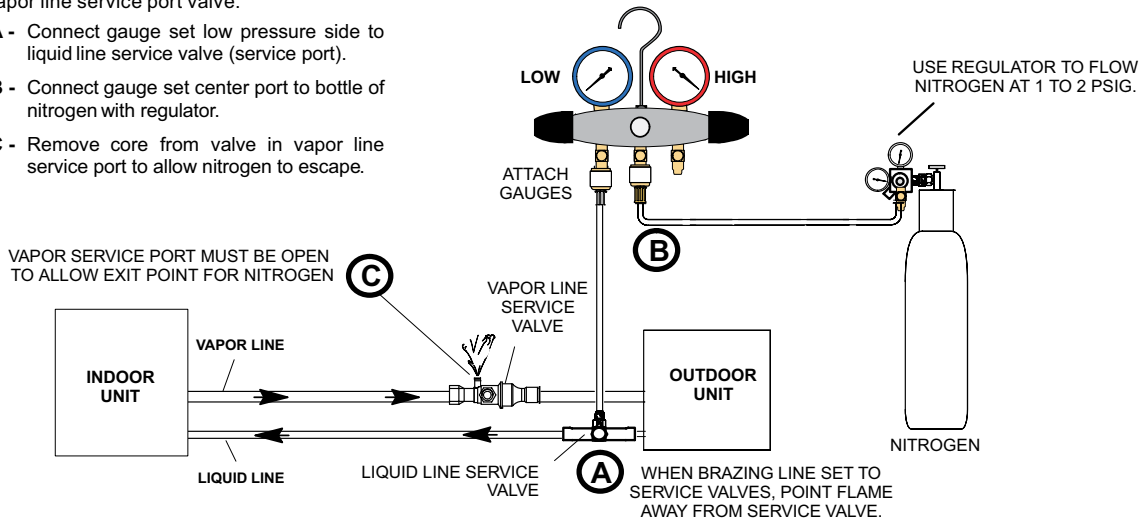 vapor line service port valve.
A - Connect gauge set low pressure side to
liquid line service valve (service port).
B - Connect gauge set center port to bottle of
nitrogen with regulator.
C - Remove core from valve in vapor line
service port to allow nitrogen to escape.
LOW
HIGH
USE REGULATOR TO FLOW
NITROGEN AT 1 TO 2 PSIG.
ATTACH
GAUGES
B
VAPOR SERVICE PORT MUST BE OPEN
TO ALLOW EXIT POINT FOR NITROGEN
C
VAPOR LINE
SERVICE
VALVE
INDOOR
UNIT
VAPOR LINE
OUTDOOR
UNIT
LIQUID LINE
LIQUID LINE SERVICE
VALVE
A
WHEN BRAZING LINE SET TO
SERVICE VALVES, POINT FLAME
AWAY FROM SERVICE VALVE.
NITROGEN